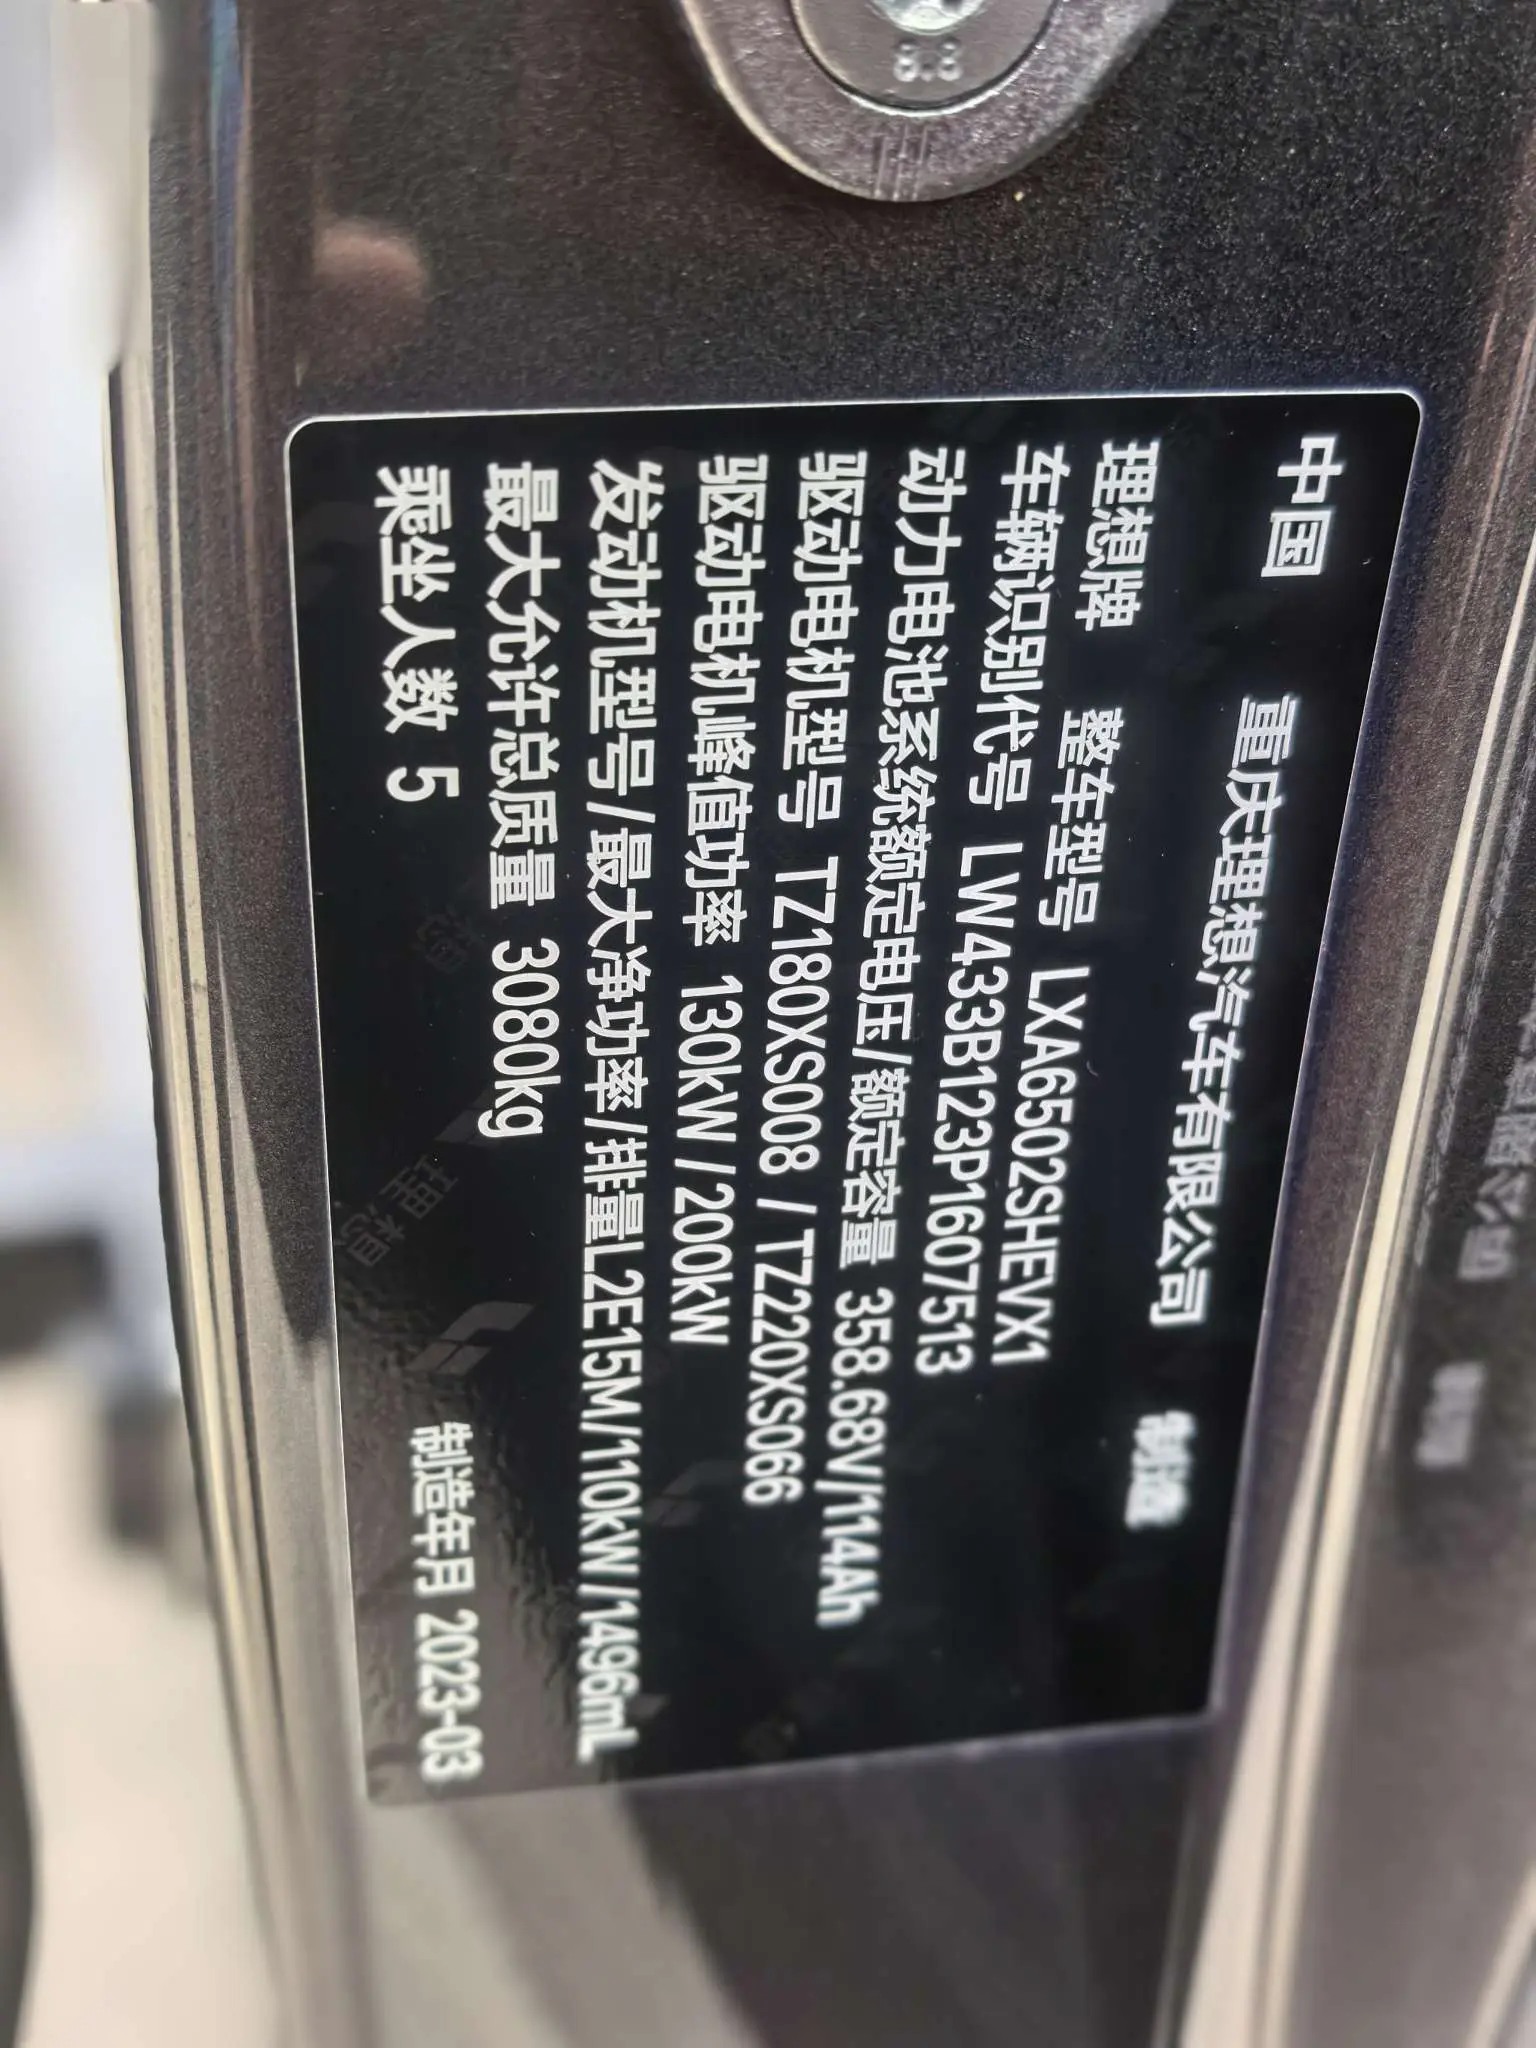 8.8
中国 重庆理想汽车有限公司 制造
理想牌 整车型号 LXA6502SHEVX1
车辆识别代号 LW433B123P1607513
动力电池系统额定电压/额定容量 358.68V/114Ah
驱动电机型号 TZ180XS008 / TZ220XS066
驱动电机峰值功率 130kW / 200kW
发动机型号/最大净功率/排量L2E15M/110kW/1496mL
最大允许总质量 3080kg
乘坐人数 5
制造年月 2023-03
理想